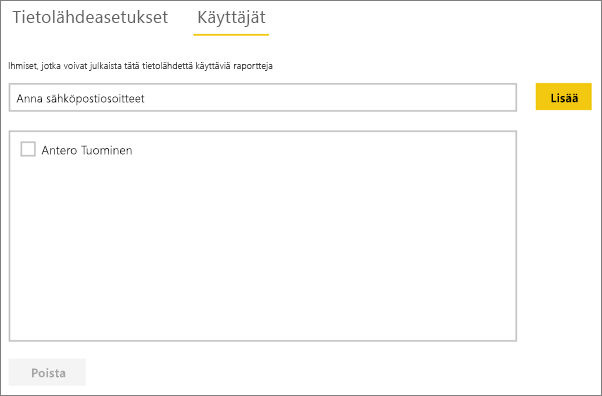 Tietolähdeasetukset Käyttäjät
Ihmiset, jotka voivat julkaista tätä tietolähdettä käyttäviä raportteja
Anna sähköpostiosoitteet Lisää
Antero Tuominen
Poista